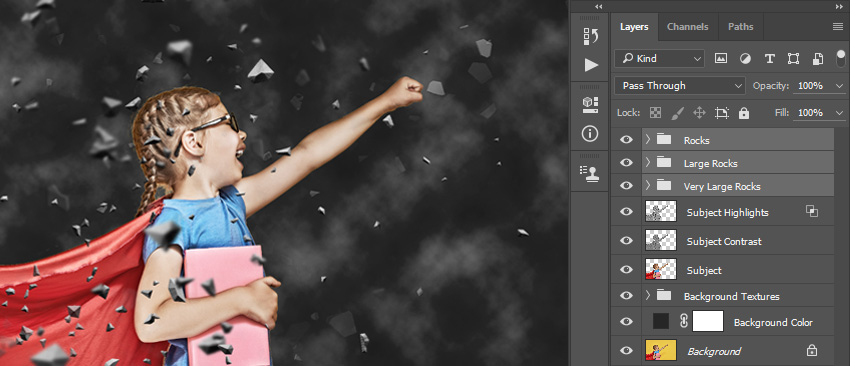 Layers Channels Paths
Kind
Pass Through Opacity: 100%
Lock: Fill: 100%
Rocks
Large Rocks
Very Large Rocks
Subject Highlights
Subject Contrast
Subject
Background Textures
Background Color
Background